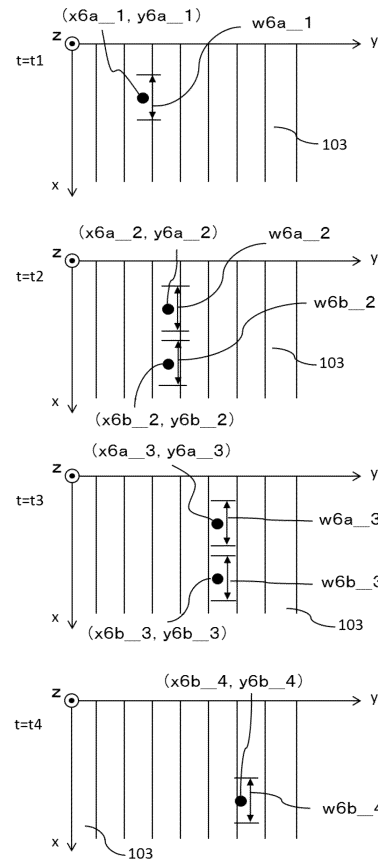 (x6a__1, y6a__1)
w6a__1
z
y
t=t1
103
x
(x6a__2, y6a__2)
w6a__2
z
y
t=t2
w6b__2
103
x
(x6b__2, y6b__2)
(x6a__3, y6a__3)
z
y
t=t3
w6a__3
w6b__3
x
103
(x6b__3, y6b__3)
(x6b__4, y6b__4)
z
y
t=t4
w6b__4
x
103